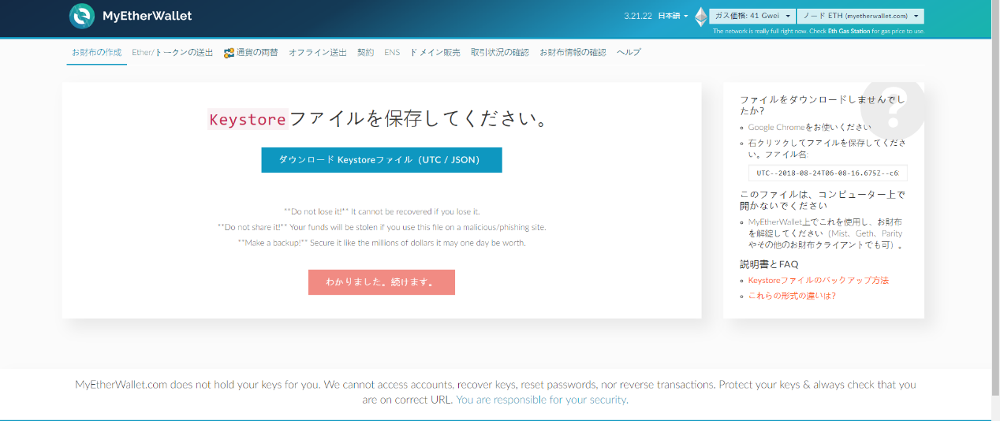 MyEtherWallet
3.21.22 日本語 ガス価格: 41 Gwei ノード ETH (myetherwallet.com)
The network is really full right now. Check Eth Gas Station for gas price to use.
お財布の作成 Ether/トークンの送出 通貨の両替 オフライン送出 契約 ENS ドメイン販売 取引状況の確認 お財布情報の確認 ヘルプ
Keystoreファイルを保存してください。
ダウンロード Keystoreファイル（UTC / JSON）
**Do not lose it!** It cannot be recovered if you lose it.
**Do not share it!** Your funds will be stolen if you use this file on a malicious/phishing site.
**Make a backup!** Secure it like the millions of dollars it may one day be worth.
わかりました。続けます。
ファイルをダウンロードしませんでし
たか?
Google Chromeをお使いください
右クリックしてファイルを保存してくださ
い。ファイル名:
UTC--2018-08-24T06-08-16.675Z--c6
このファイルは、コンピューター上で
開かないでください
MyEtherWallet上でこれを使用し、お財布
を解錠してください（Mist、Geth、Parity
やその他のお財布クライアントでも可）。
説明書とFAQ
Keystoreファイルのバックアップ方法
これらの形式の違いは?
MyEtherWallet.com does not hold your keys for you. We cannot access accounts, recover keys, reset passwords, nor reverse transactions. Protect your keys & always check that you
are on correct URL. You are responsible for your security.